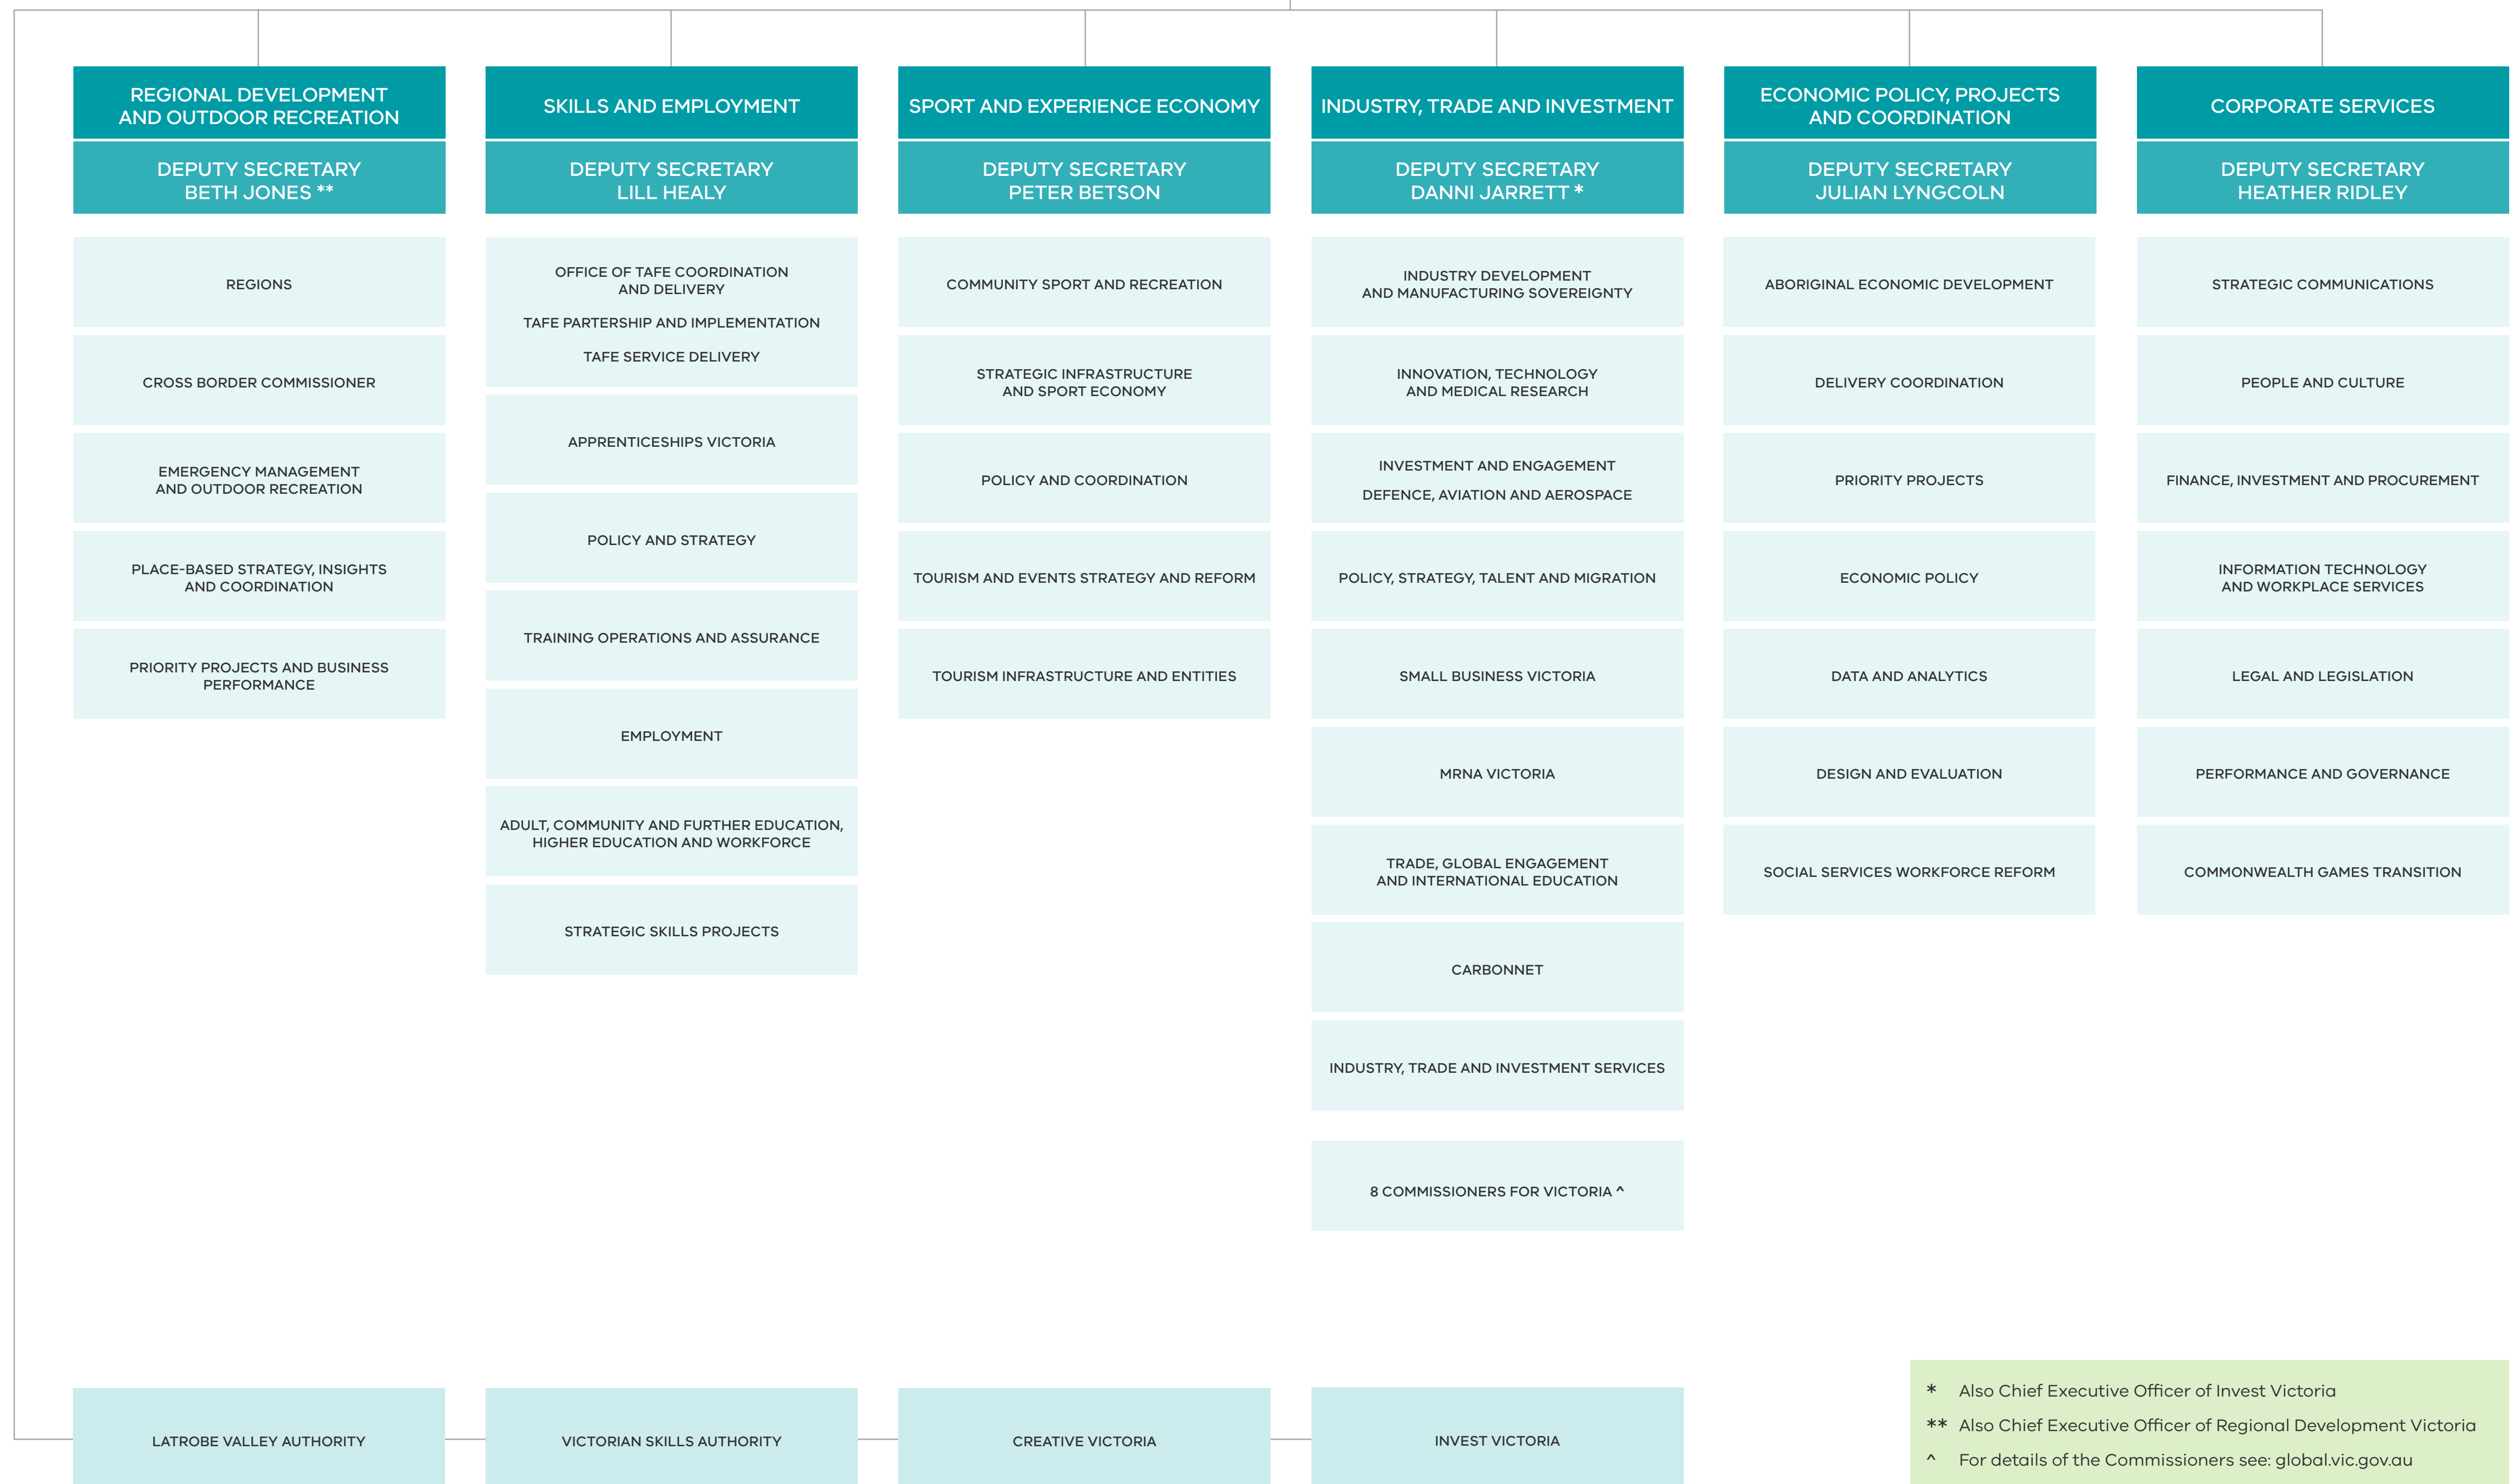 REGIONAL DEVELOPMENT
AND OUTDOOR RECREATION
DEPUTY SECRETARY
BETH JONES **
REGIONS
CROSS BORDER COMMISSIONER
EMERGENCY MANAGEMENT
AND OUTDOOR RECREATION
PLACE-BASED STRATEGY, INSIGHTS
AND COORDINATION
PRIORITY PROJECTS AND BUSINESS
PERFORMANCE
SKILLS AND EMPLOYMENT
DEPUTY SECRETARY
LILL HEALY
OFFICE OF TAFE COORDINATION
AND DELIVERY
TAFE PARTERSHIP AND IMPLEMENTATION
TAFE SERVICE DELIVERY
APPRENTICESHIPS VICTORIA
POLICY AND STRATEGY
TRAINING OPERATIONS AND ASSURANCE
EMPLOYMENT
ADULT, COMMUNITY AND FURTHER EDUCATION,
HIGHER EDUCATION AND WORKFORCE
STRATEGIC SKILLS PROJECTS
SPORT AND EXPERIENCE ECONOMY
DEPUTY SECRETARY
PETER BETSON
COMMUNITY SPORT AND RECREATION
STRATEGIC INFRASTRUCTURE
AND SPORT ECONOMY
POLICY AND COORDINATION
TOURISM AND EVENTS STRATEGY AND REFORM
TOURISM INFRASTRUCTURE AND ENTITIES
INDUSTRY, TRADE AND INVESTMENT
DEPUTY SECRETARY
DANNI JARRETT *
INDUSTRY DEVELOPMENT
AND MANUFACTURING SOVEREIGNTY
INNOVATION, TECHNOLOGY
AND MEDICAL RESEARCH
INVESTMENT AND ENGAGEMENT
DEFENCE, AVIATION AND AEROSPACE
POLICY, STRATEGY, TALENT AND MIGRATION
SMALL BUSINESS VICTORIA
MRNA VICTORIA
TRADE, GLOBAL ENGAGEMENT
AND INTERNATIONAL EDUCATION
CARBONNET
INDUSTRY, TRADE AND INVESTMENT SERVICES
8 COMMISSIONERS FOR VICTORIA ^
ECONOMIC POLICY, PROJECTS
AND COORDINATION
DEPUTY SECRETARY
JULIAN LYNGCOLN
ABORIGINAL ECONOMIC DEVELOPMENT
DELIVERY COORDINATION
PRIORITY PROJECTS
ECONOMIC POLICY
DATA AND ANALYTICS
DESIGN AND EVALUATION
SOCIAL SERVICES WORKFORCE REFORM
CORPORATE SERVICES
DEPUTY SECRETARY
HEATHER RIDLEY
STRATEGIC COMMUNICATIONS
PEOPLE AND CULTURE
FINANCE, INVESTMENT AND PROCUREMENT
INFORMATION TECHNOLOGY
AND WORKPLACE SERVICES
LEGAL AND LEGISLATION
PERFORMANCE AND GOVERNANCE
COMMONWEALTH GAMES TRANSITION
LATROBE VALLEY AUTHORITY
VICTORIAN SKILLS AUTHORITY
CREATIVE VICTORIA
INVEST VICTORIA
* Also Chief Executive Officer of Invest Victoria
** Also Chief Executive Officer of Regional Development Victoria
^ For details of the Commissioners see: global.vic.gov.au